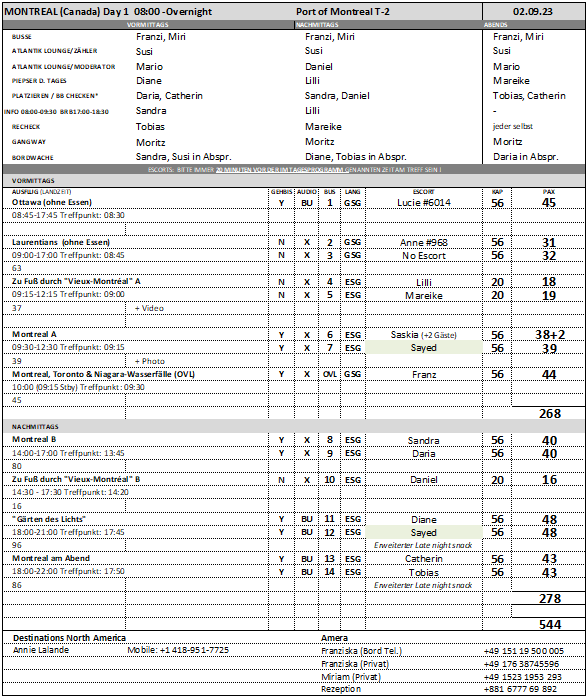 MONTREAL (Canada) Day 1 08:00 -Overnight Port of Montreal T-2 02.09.23
VORMITTAGS NACHMITTAGS ABENDS
BUSSE Franzi, Miri Franzi, Miri Franzi, Miri
ATLANTIK LOUNGE/ZÄHLER Susi Susi Susi
ATLANTIK LOUNGE/MODERATOR Mario Daniel Mario
PIEPSER D. TAGES Diane Lilli Mareike
PLATZIEREN / BB CHECKEN* Daria, Catherin Sandra, Daniel Tobias, Catherin
INFO 08:00-09:30 BRB17:00-18:30 Sandra Lilli -
RECHECK Tobias Mareike jeder selbst
GANGWAY Moritz Moritz Moritz
BORDWACHE Sandra, Susi in Abspr. Diane, Tobias in Abspr. Daria in Abspr.
ESCORTS: BITTE IMMER 20 MINUTEN VOR DER IM TAGESPROGRAMM GENANNTEN ZEIT AM TREFF SEIN !
VORMITTAGS
AUSFLUG (LANDZEIT) GEHBIS AUDIO BUS LANG ESCORT KAP PAX
Ottawa (ohne Essen) Y BU 1 GSG Lucie #6014 56 45
08:45-17:45 Treffpunkt: 08:30
Laurentians (ohne Essen) N X 2 GSG Anne #968 56 31
09:00-17:00 Treffpunkt: 08:45 N X 3 GSG No Escort 56 32
63
Zu Fuß durch "Vieux-Montréal" A N X 4 ESG Lilli 20 18
09:15-12:15 Treffpunkt: 09:00 N X 5 ESG Mareike 20 19
37 + Video
Montreal A Y X 6 ESG Saskia (+2 Gäste) 56 38+2
09:30-12:30 Treffpunkt: 09:15 Y X 7 ESG Sayed 56 39
39 + Photo
Montreal, Toronto & Niagara-Wasserfälle (OVL) Y X OVL GSG Franz 56 44
10:00 (09:15 Stby) Treffpunkt: 09:30
45
268
NACHMITTAGS
Montreal B Y X 8 ESG Sandra 56 40
14:00-17:00 Treffpunkt: 13:45 Y X 9 ESG Daria 56 40
80
Zu Fuß durch "Vieux-Montréal" B N X 10 ESG Daniel 20 16
14:30 - 17:30 Treffpunkt: 14:20
16
"Gärten des Lichts" Y BU 11 ESG Diane 56 48
18:00-21:00 Treffpunkt: 17:45 Y BU 12 ESG Sayed 56 48
96 Erweiterter Late night snack
Montreal am Abend Y BU 13 ESG Catherin 56 43
18:00-22:00 Treffpunkt: 17:50 Y BU 14 ESG Tobias 56 43
86 Erweiterter Late night snack
278
544
Destinations North America Amera
Annie Lalande Mobile: +1 418-951-7725 Franziska (Bord Tel.) +49 151 19 500 005
Franziska (Privat) +49 176 38745596
Miriam (Privat) +49 1523 1953 293
Rezeption +881 6777 69 892